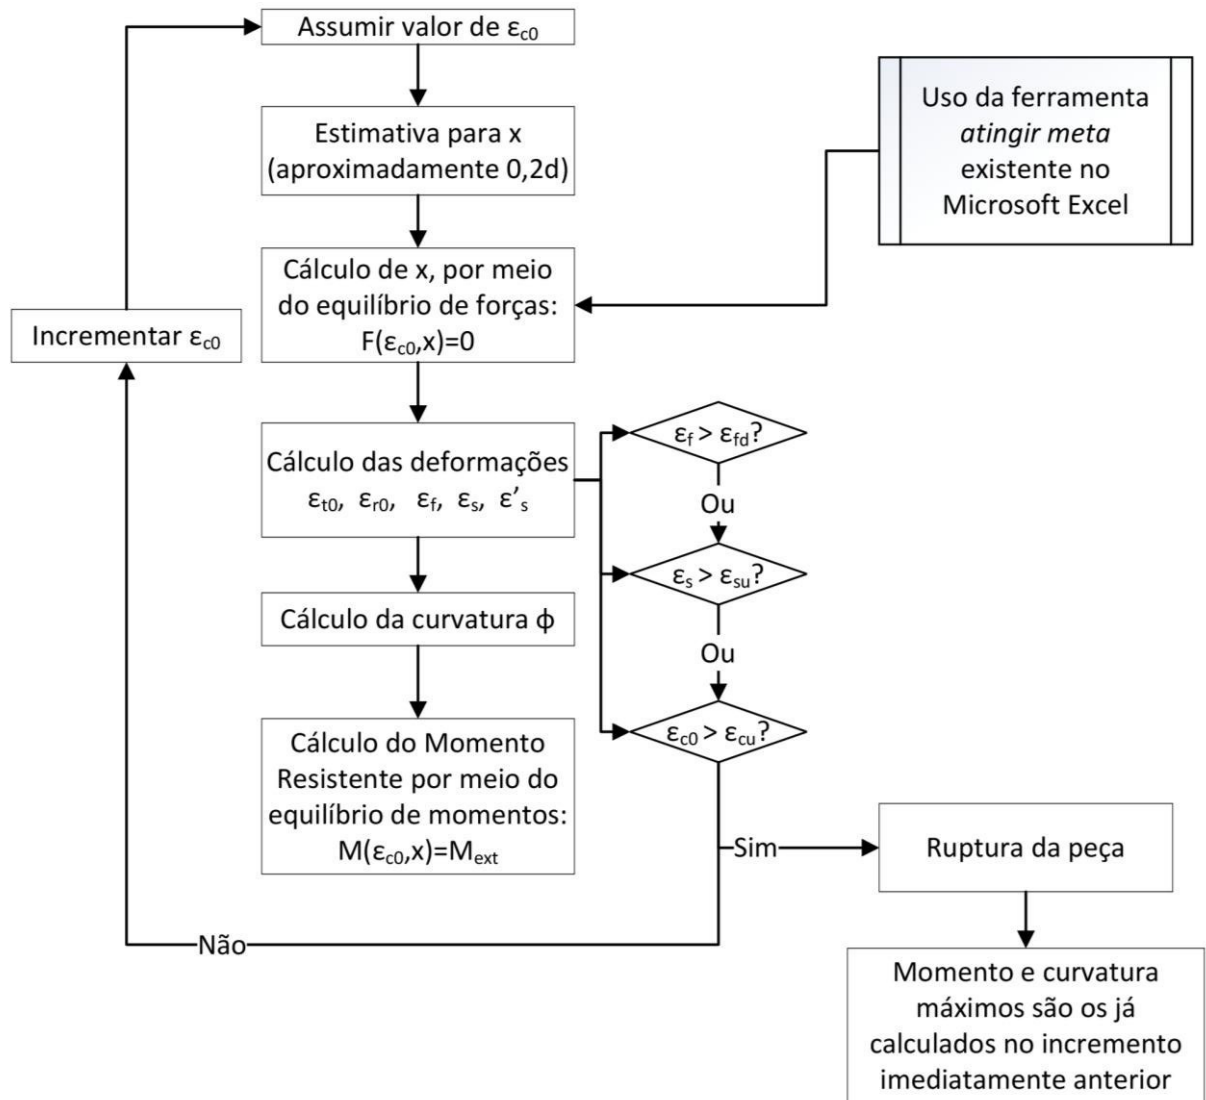 Assumir valor de εc0
Estimativa para x
(aproximadamente 0,2d)
Uso da ferramenta
atingir meta
existente no
Microsoft Excel
Cálculo de x, por meio
do equilíbrio de forças:
F(εc0,x)=0
Incrementar εc0
Cálculo das deformações
εt0, εr0, εf, εs, ε’s
εf > εfd?
Ou
εs > εsu?
Ou
εc0 > εcu?
Cálculo da curvatura ϕ
Cálculo do Momento
Resistente por meio do
equilíbrio de momentos:
M(εc0,x)=Mext
Sim
Ruptura da peça
Não
Momento e curvatura
máximos são os já
calculados no incremento
imediatamente anterior